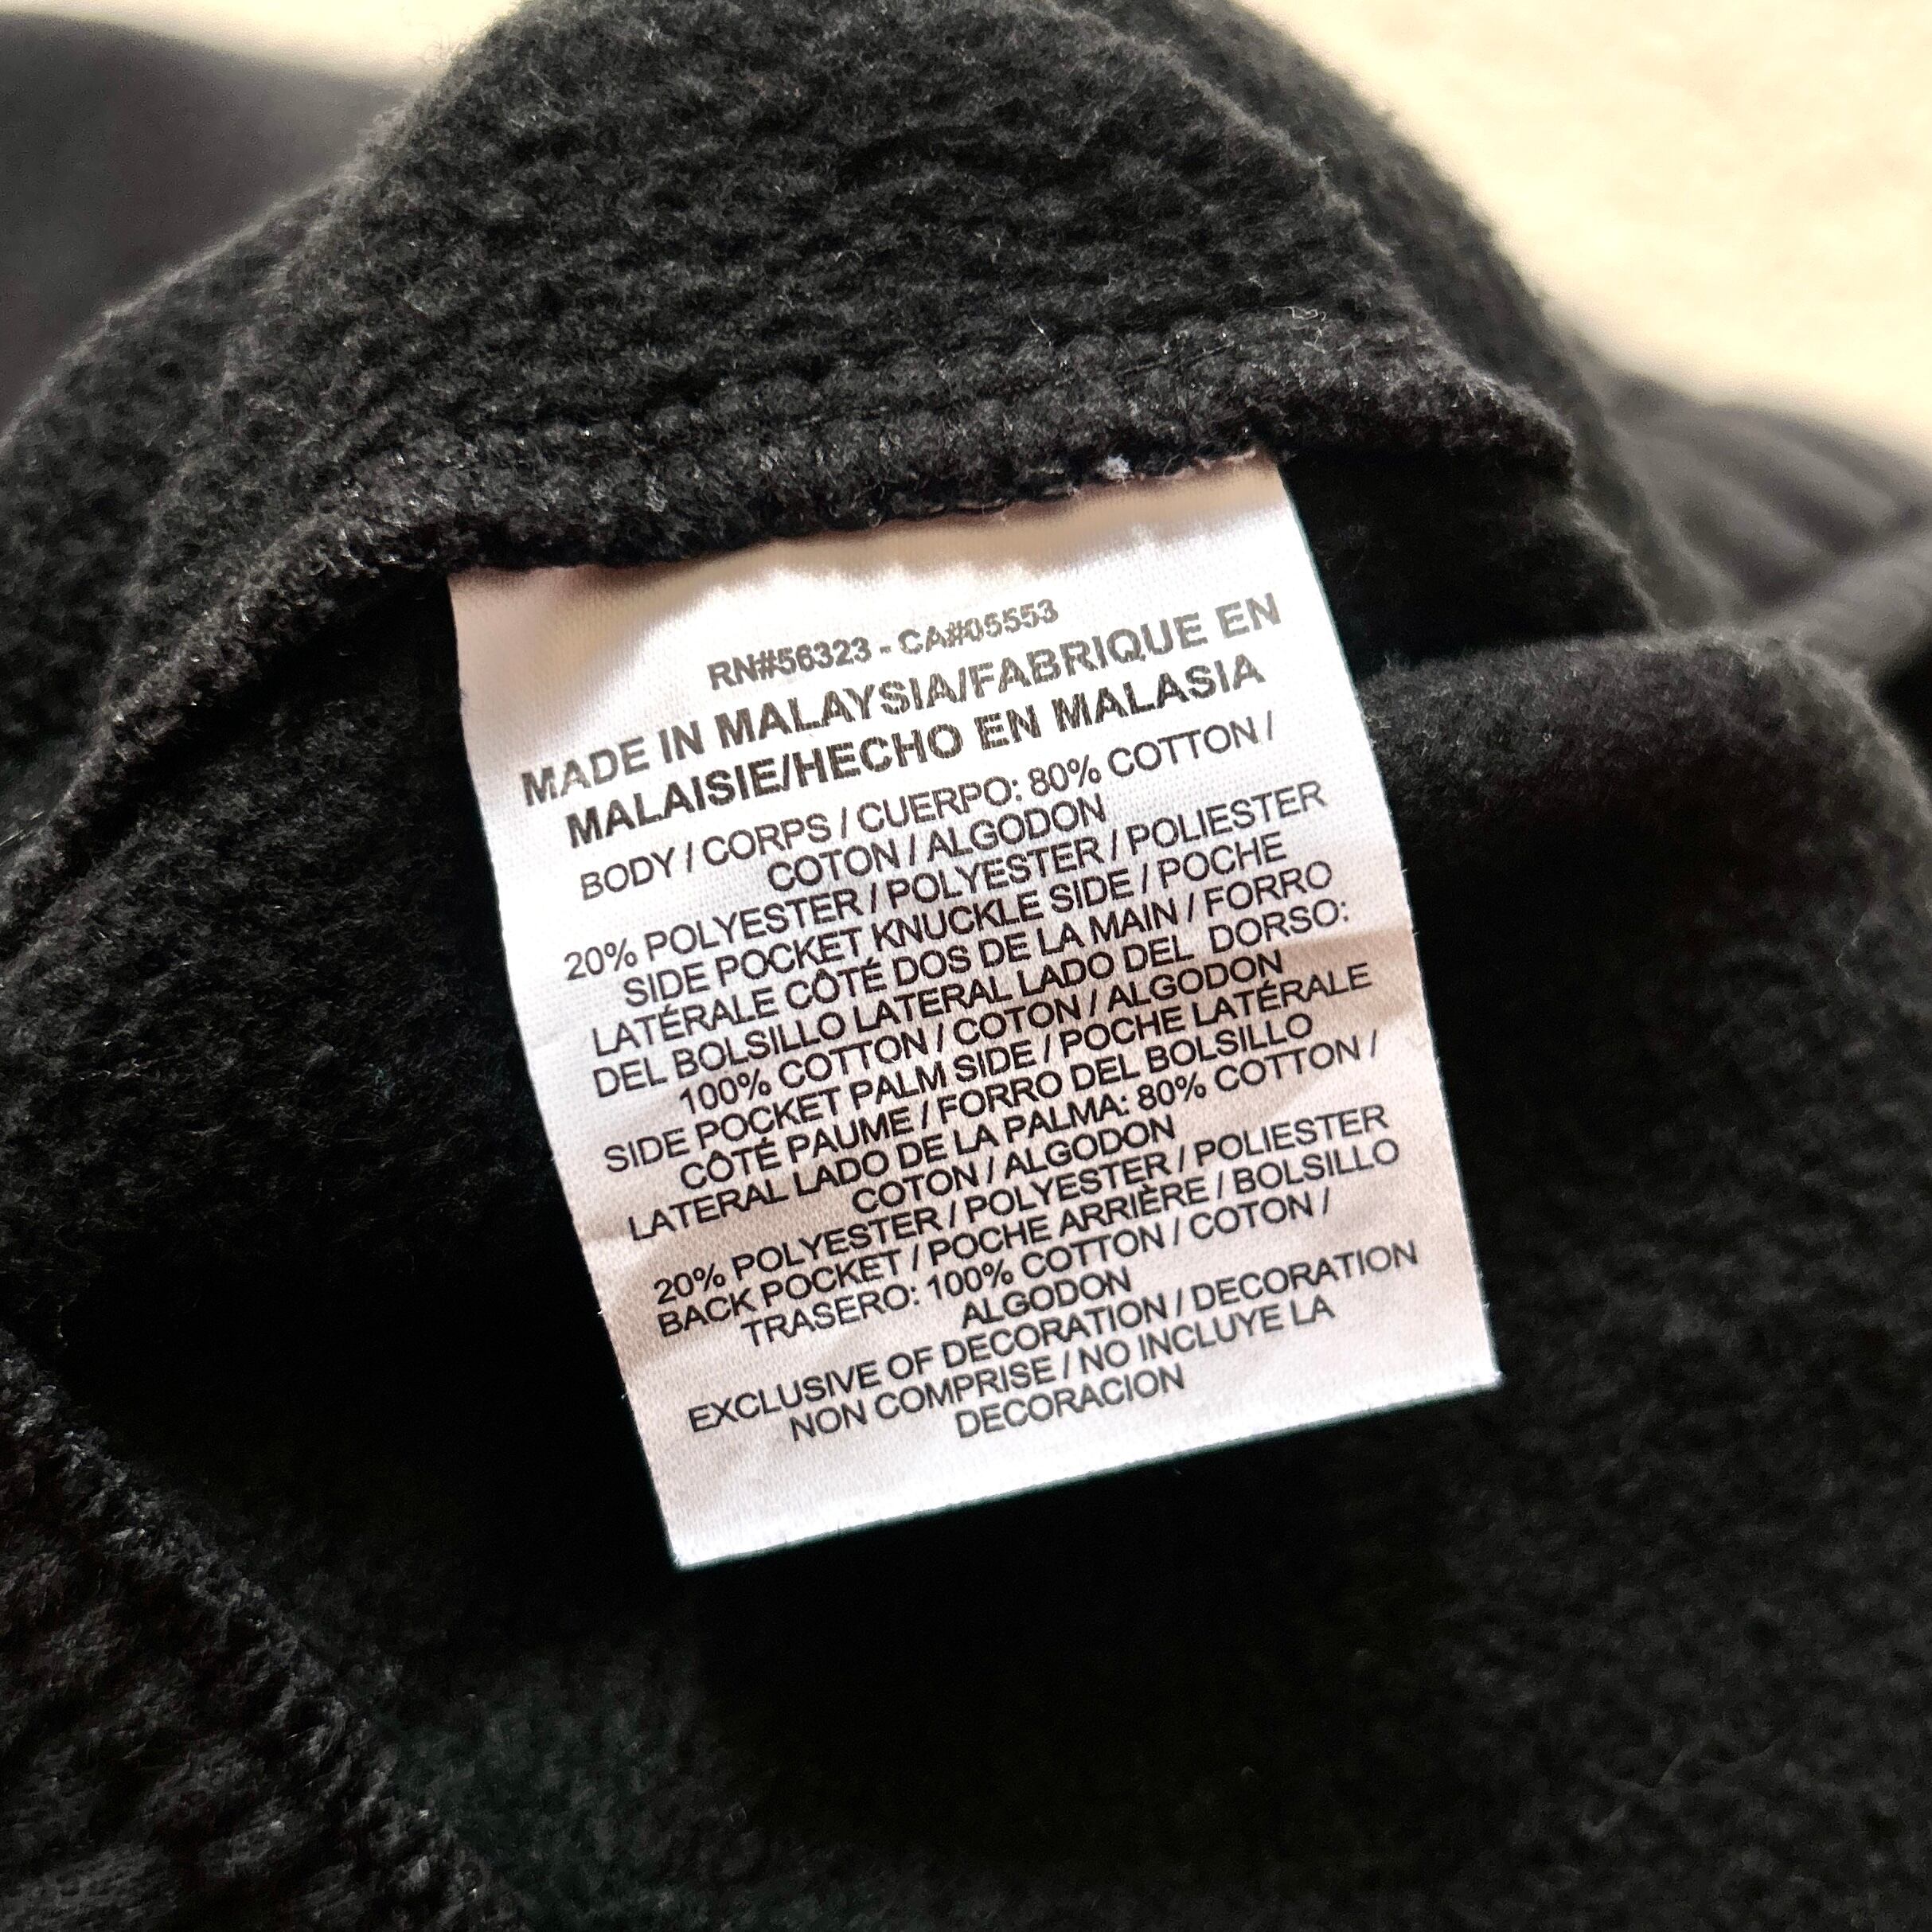 RN#56323 - CA#05553
MADE IN MALAYSIA/FABRIQUE EN
MALAISIE/HECHO EN MALASIA
BODY / CORPS / CUERPO: 80% COTTON /
COTON / ALGODON
20% POLYESTER / POLYESTER / POLIESTER
SIDE POCKET KNUCKLE SIDE / POCHE
LATÉRALE CÔTÉ DOS DE LA MAIN / FORRO
DEL BOLSILLO LATERAL LADO DEL DORSO:
100% COTTON / COTON / ALGODON
SIDE POCKET PALM SIDE / POCHE LATÉRALE
CÔTÉ PAUME / FORRO DEL BOLSILLO
LATERAL LADO DE LA PALMA: 80% COTTON /
COTON / ALGODON
20% POLYESTER / POLYESTER / POLIESTER
BACK POCKET / POCHE ARRIÈRE / BOLSILLO
TRASERO: 100% COTTON / COTON /
ALGODON
EXCLUSIVE OF DECORATION / DECORATION
NON COMPRISE / NO INCLUYE LA
DECORACION